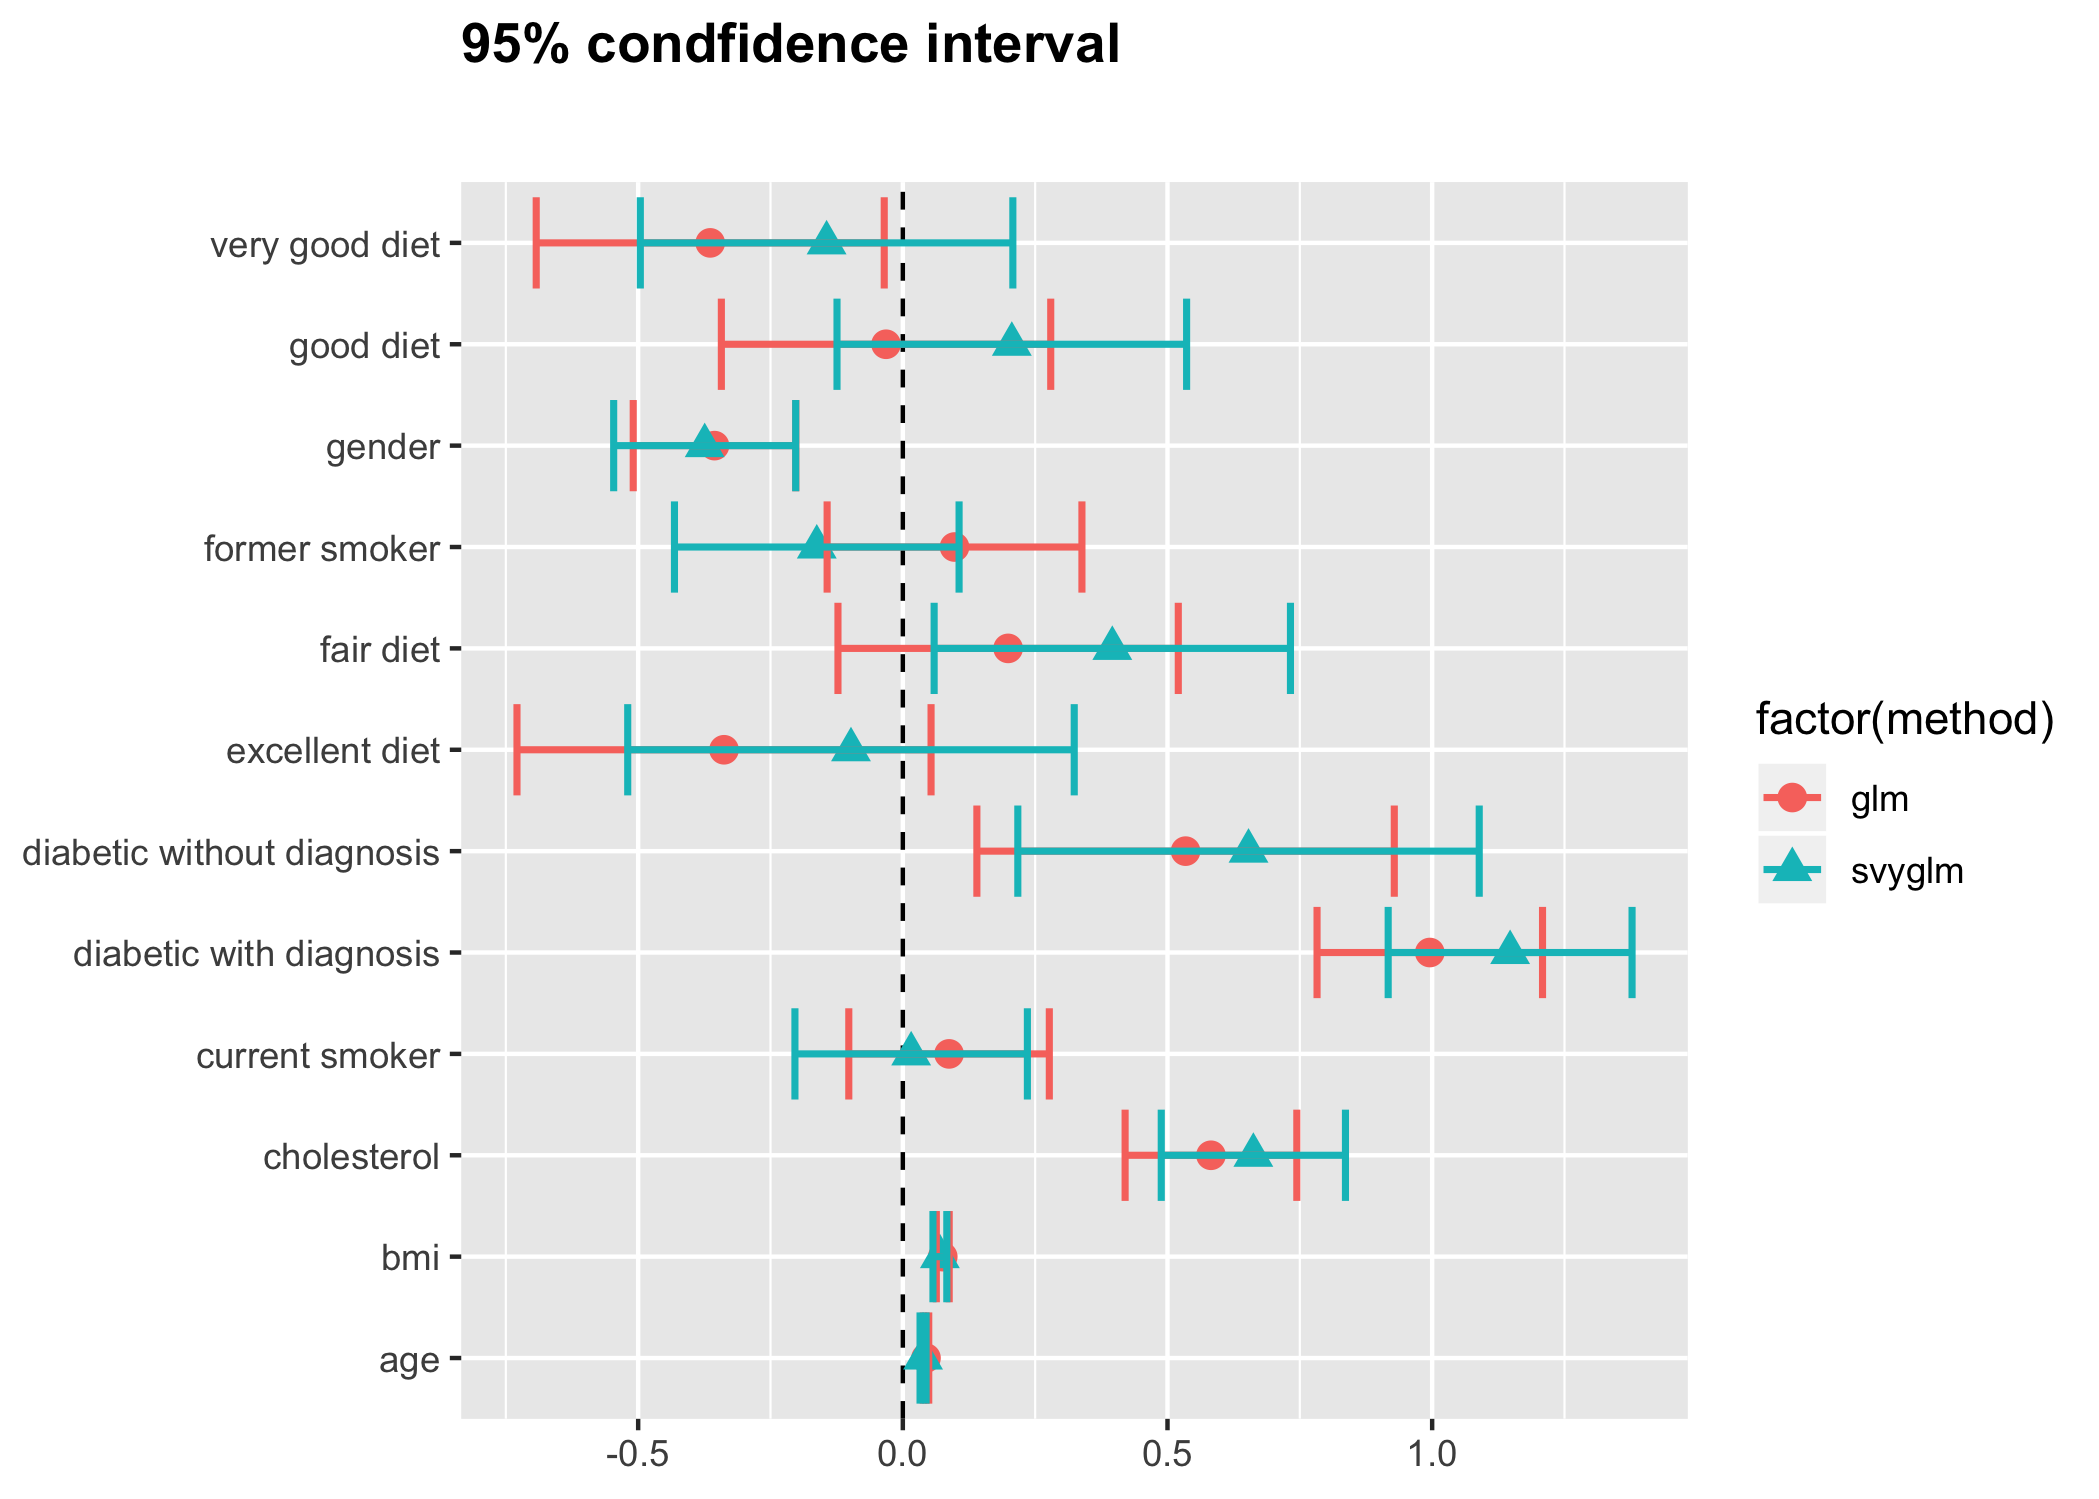 95% condfidence interval
very good diet
good diet
gender
former smoker
fair diet
excellent diet
diabetic without diagnosis
diabetic with diagnosis
current smoker
cholesterol
bmi
age
-0.5 0.0 0.5 1.0
factor(method)
glm
svyglm